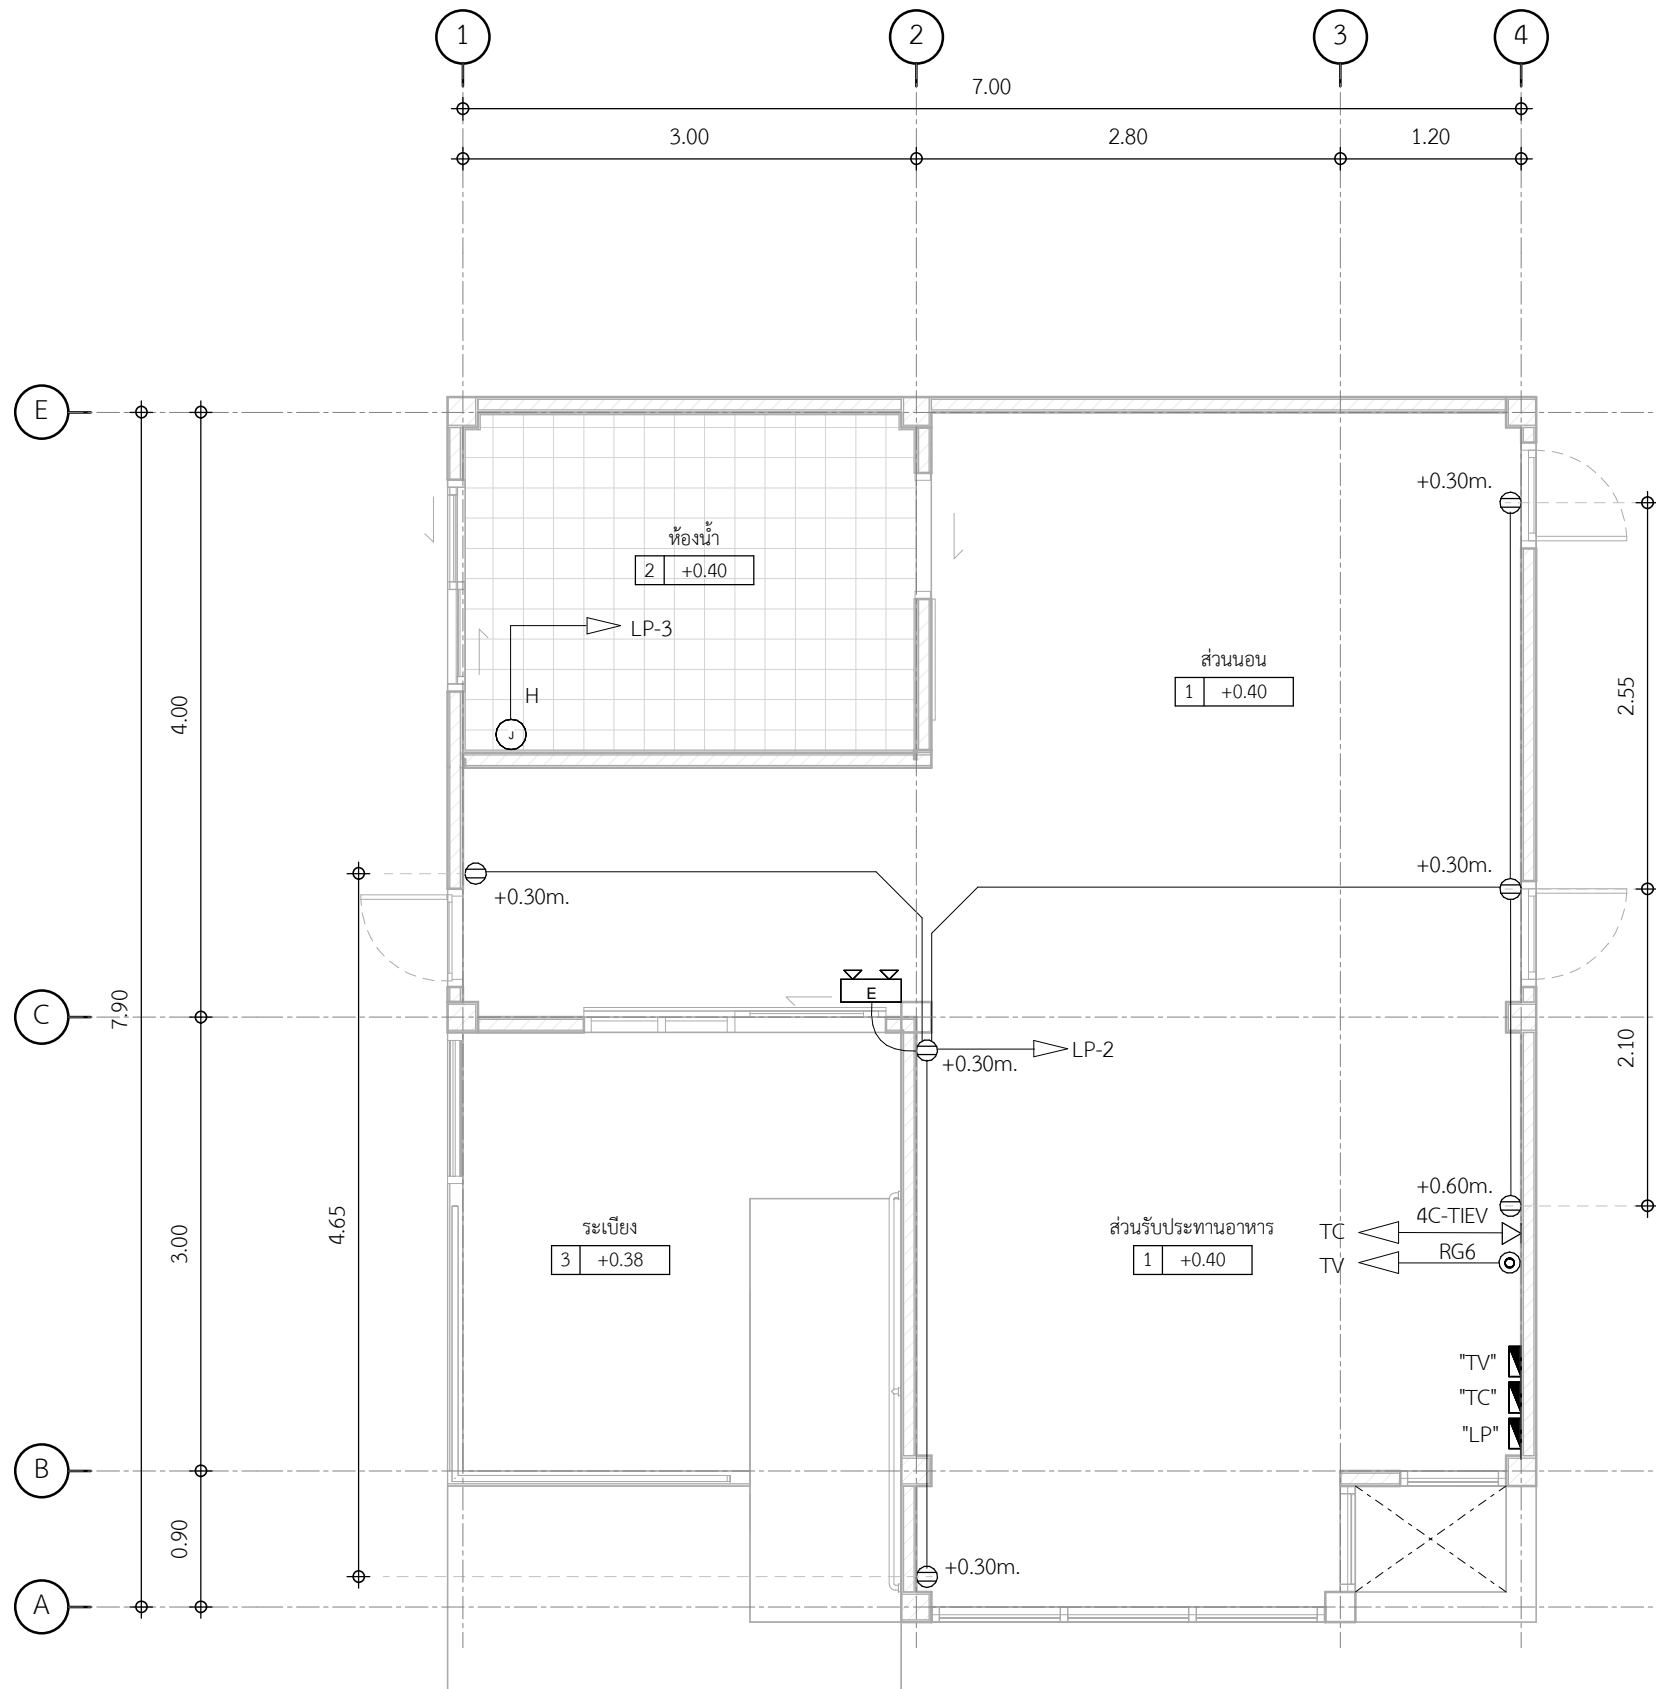 1
2
3
4
7.00
3.00
2.80
1.20
E
+0.30m.
ห้องน้ำ
2 +0.40
LP-3
ส่วนนอน
1 +0.40
2.55
4.00
H
J
+0.30m.
+0.30m.
E
7.90
C
+0.30m.
LP-2
2.10
+0.60m.
4C-TIEV
TC
RG6
TV
4.65
3.00
ระเบียง
3 +0.38
ส่วนรับประทานอาหาร
1 +0.40
"TV"
"TC"
"LP"
B
0.90
+0.30m.
A